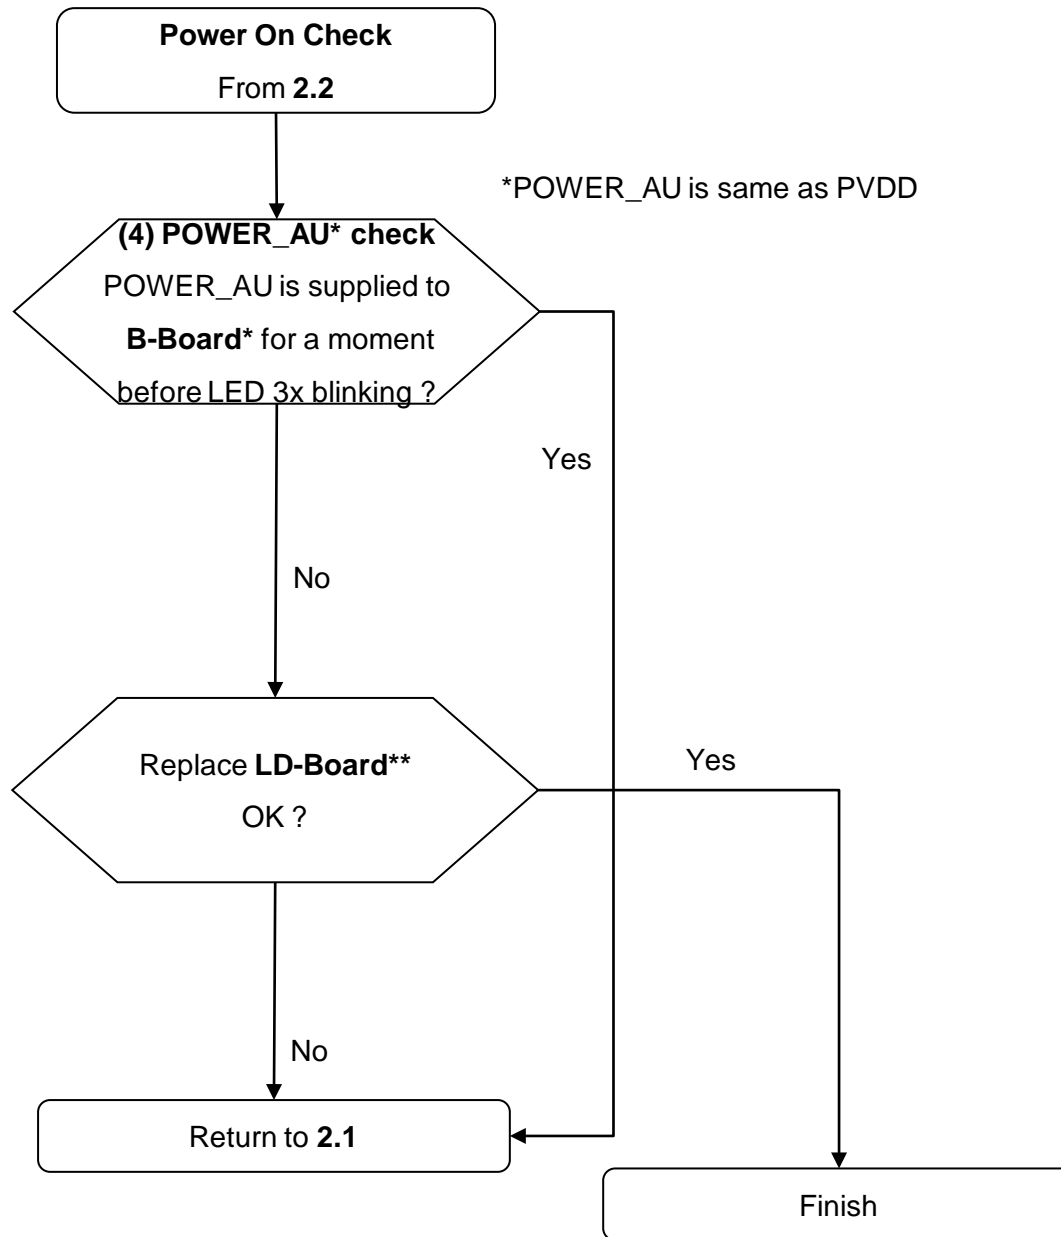 Power On Check
From 2.2
*POWER_AU is same as PVDD
(4) POWER_AU* check
POWER_AU is supplied to
B-Board* for a moment
before LED 3x blinking ?
Yes
No
Replace LD-Board**
OK ?
Yes
No
Return to 2.1
Finish